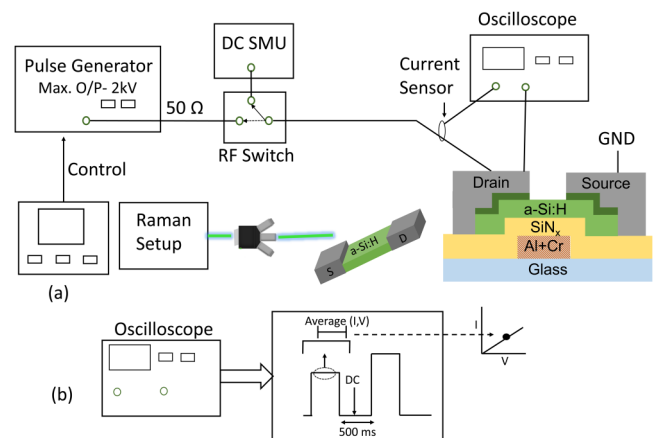 Oscilloscope
DC SMU
Pulse Generator
Max. O/P- 2kV
50 Ω
Current
Sensor
RF Switch
GND
Control
Drain
Source
a-Si:H
SiNx
Al+Cr
Glass
Raman
Setup
S
a-Si:H
D
(a)
Oscilloscope
Average (I,V)
I
V
DC
500 ms
(b)